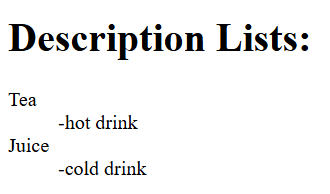 Description Lists:
Tea
-hot drink
Juice
-cold drink